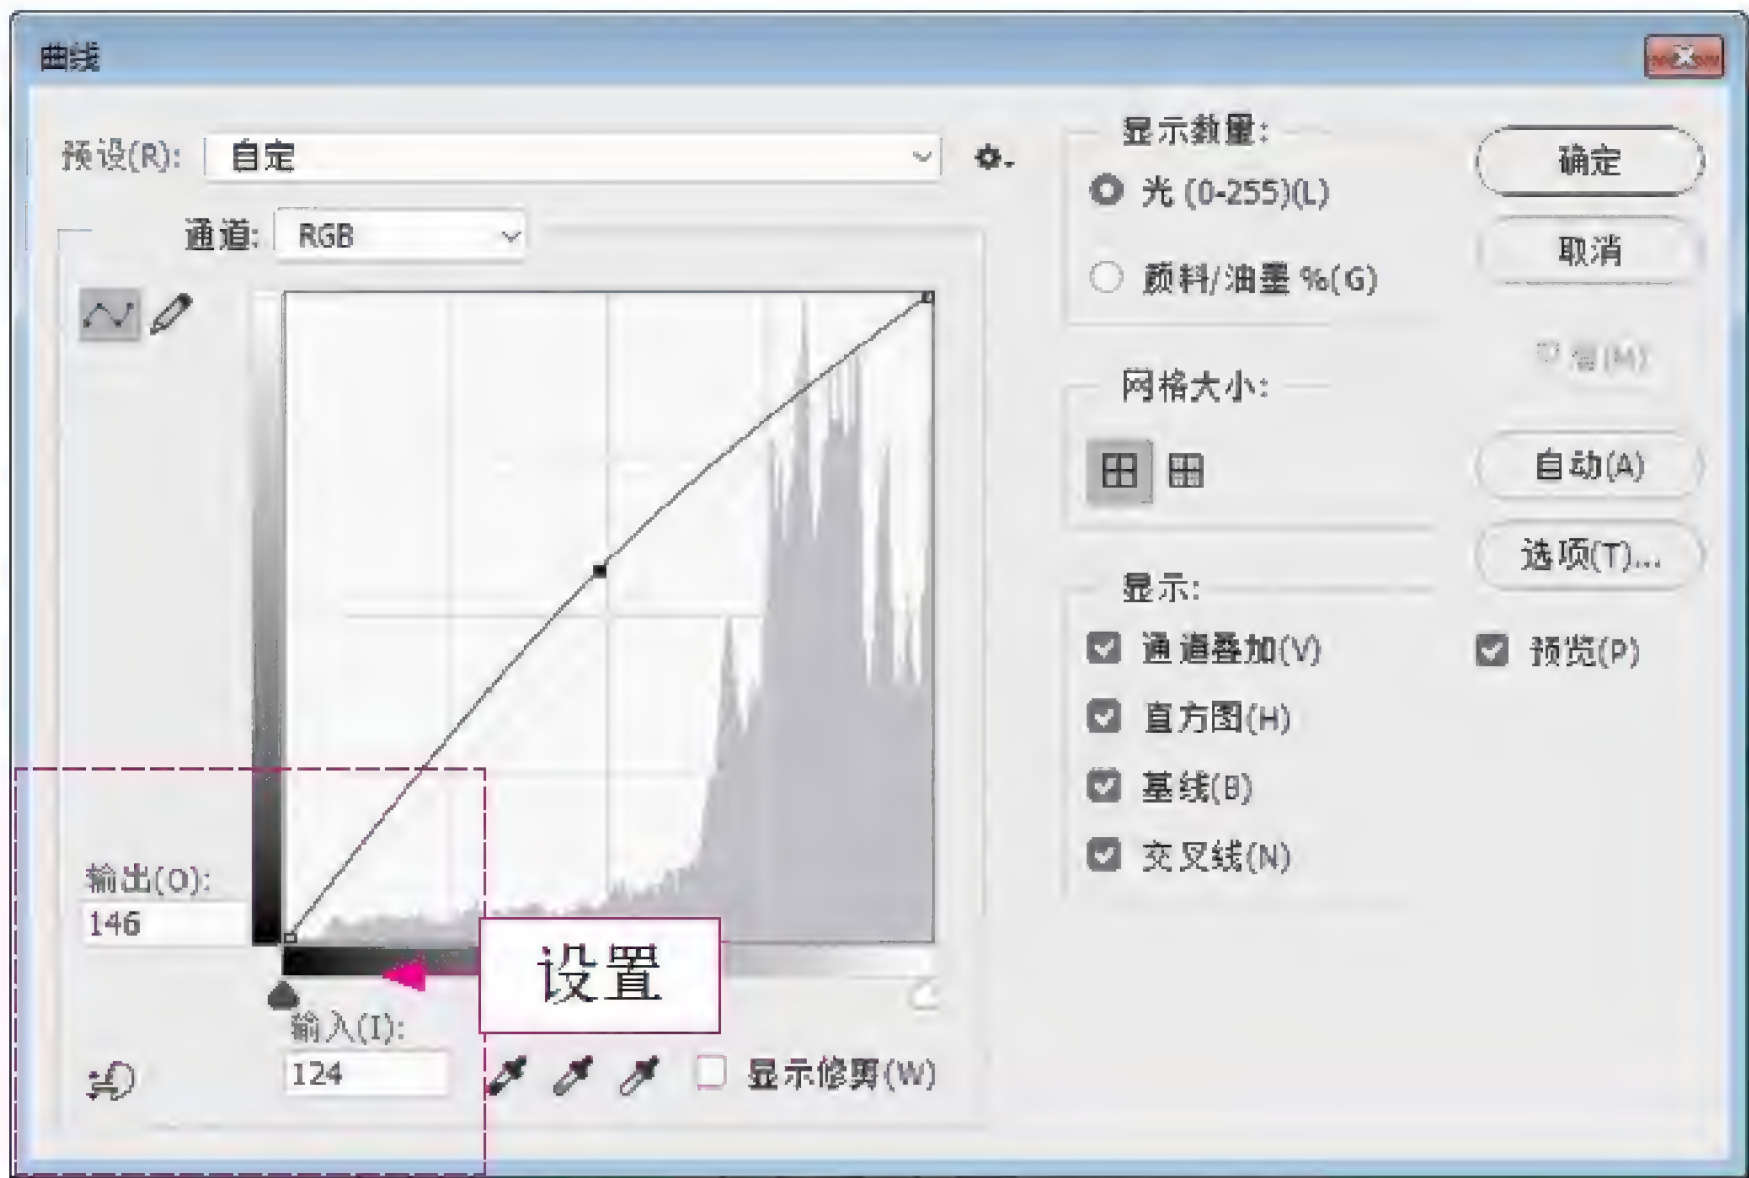 曲线
预设(R): 自定
通道: RGB
输出(O):
146
输入(I):
124
设置
显示修剪(W)
显示数量:
光 (0-255)(L)
颜料/油墨 %(G)
网格大小:
显示:
通道叠加(V)
直方图(H)
基线(B)
交叉线(N)
确定
取消
自动(A)
选项(T)...
预览(P)